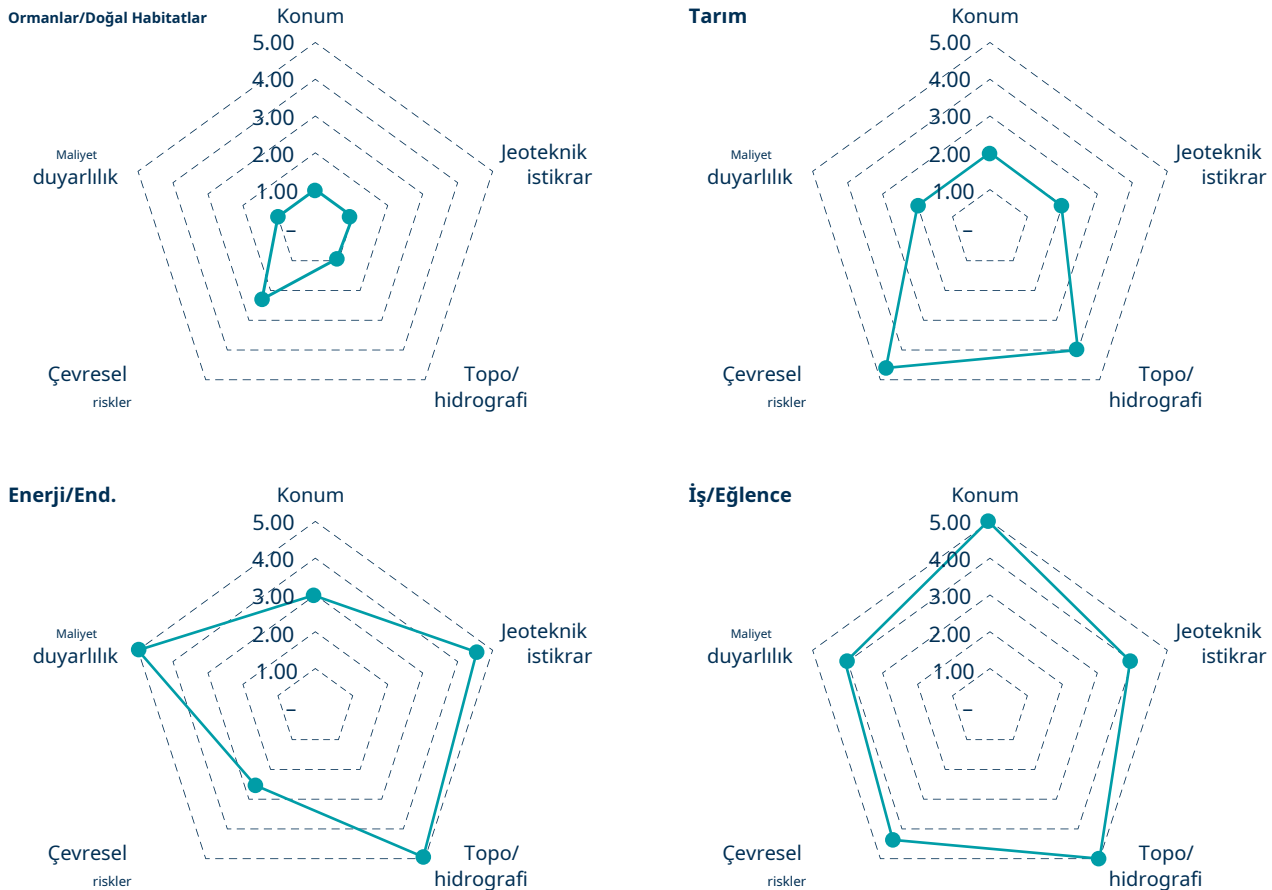 Ormanlar/Doğal Habitatlar
Konum
5.00
4.00
3.00
2.00
1.00
–
Maliyet
duyarlılık
Jeoteknik
istikrar
Çevresel
riskler
Topo/
hidrografi
Tarım
Konum
5.00
4.00
3.00
2.00
1.00
–
Maliyet
duyarlılık
Jeoteknik
istikrar
Çevresel
riskler
Topo/
hidrografi
Enerji/End.
Konum
5.00
4.00
3.00
2.00
1.00
–
Maliyet
duyarlılık
Jeoteknik
istikrar
Çevresel
riskler
Topo/
hidrografi
İş/Eğlence
Konum
5.00
4.00
3.00
2.00
1.00
–
Maliyet
duyarlılık
Jeoteknik
istikrar
Çevresel
riskler
Topo/
hidrografi